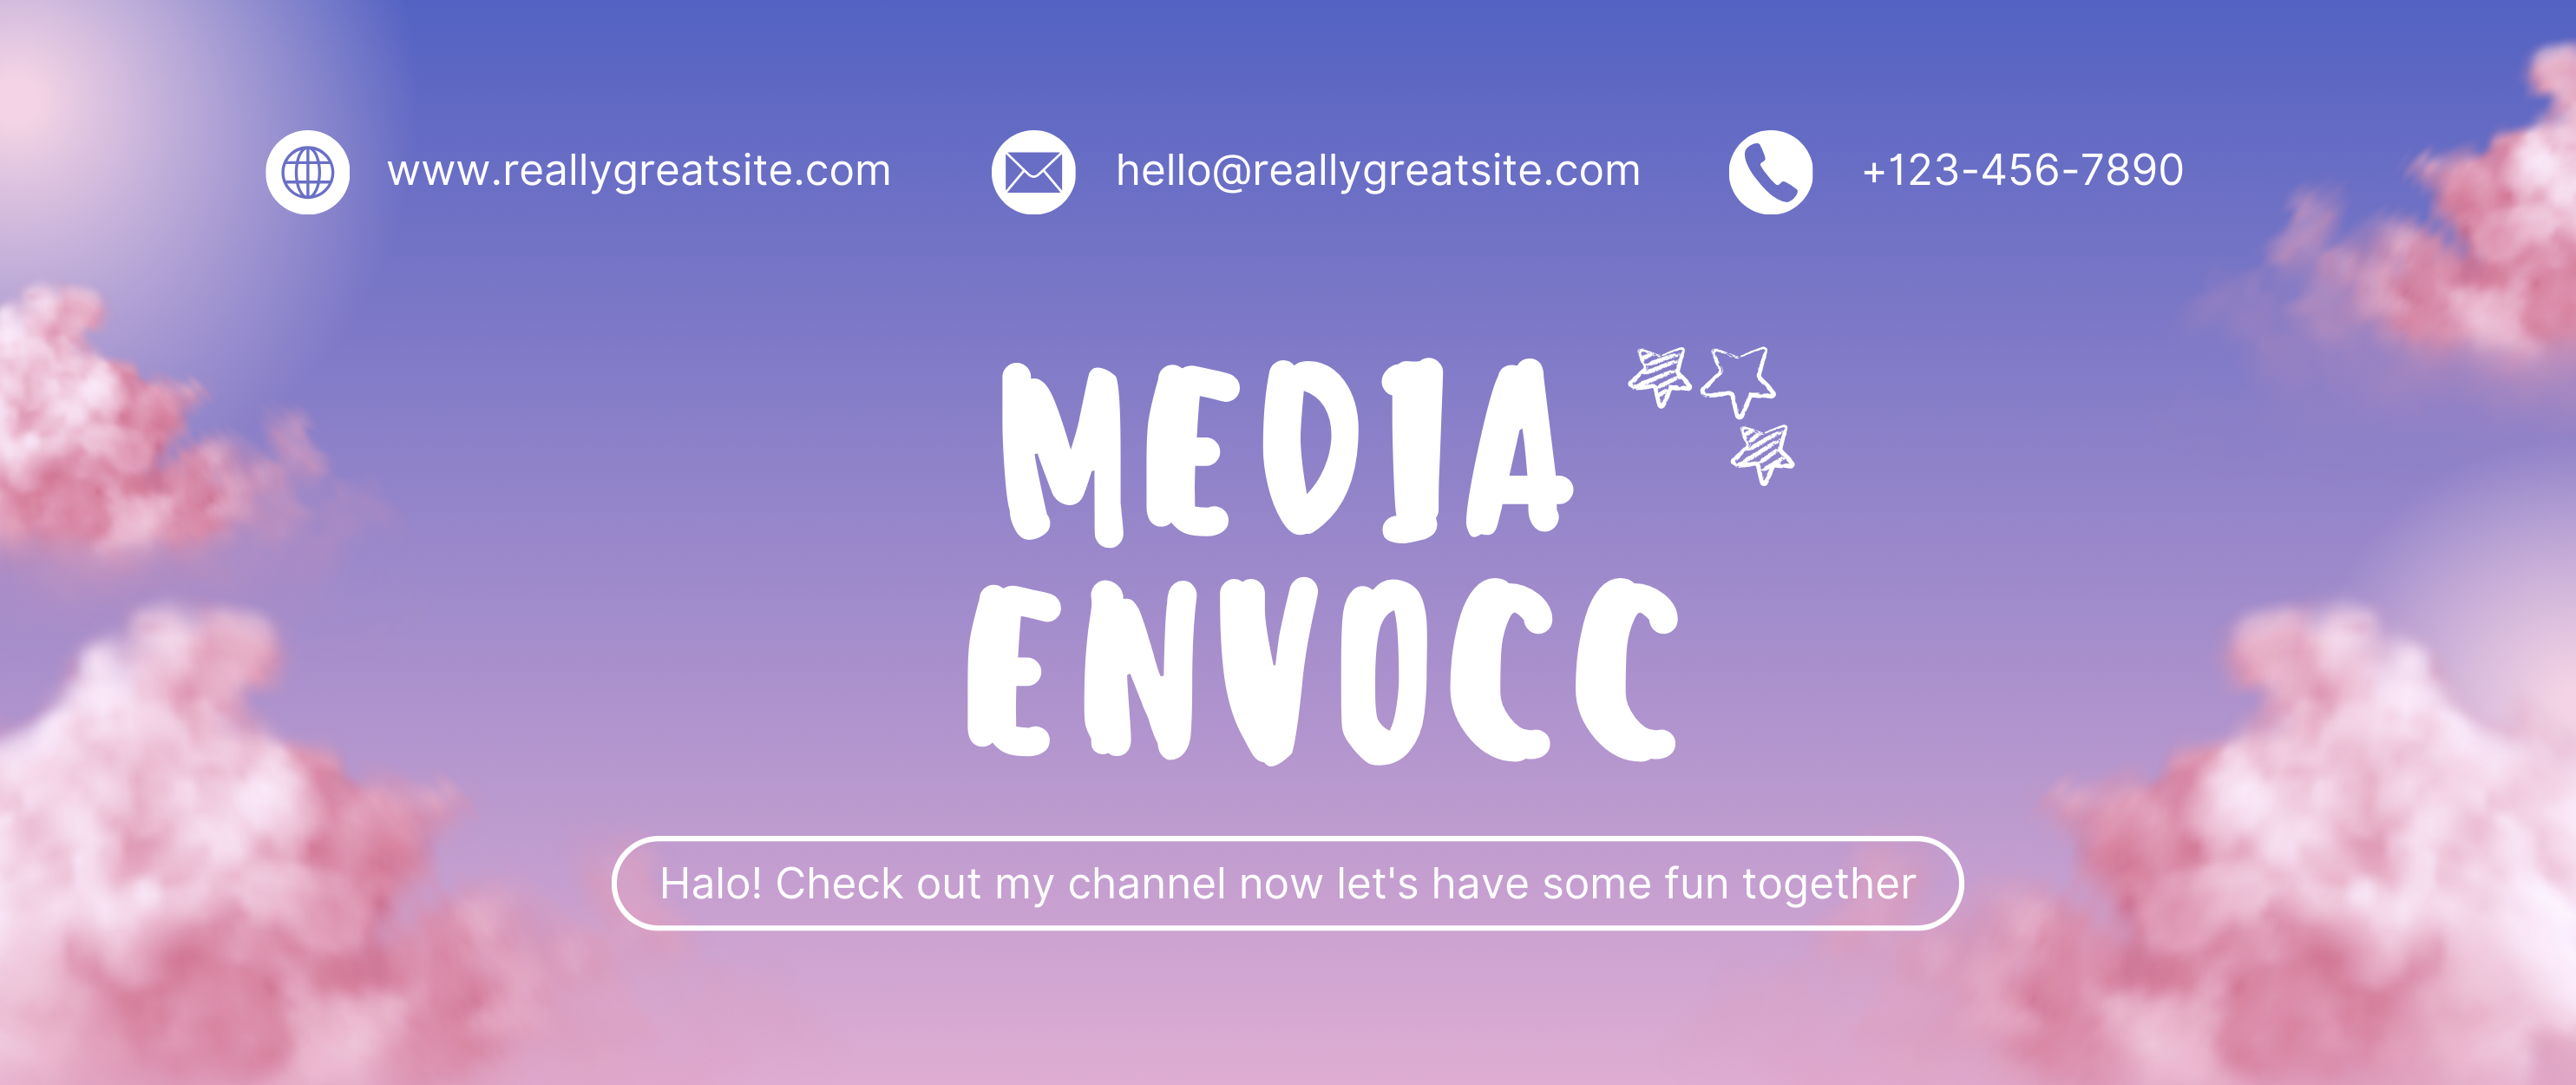 www.reallygreatsite.com hello@reallygreatsite.com +123-456-7890
MEDIA
ENVOCC
Halo! Check out my channel now let's have some fun together